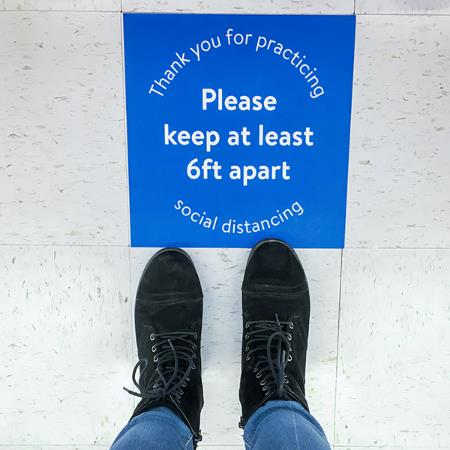 Thank you for practicing
Please
keep at least
6ft apart
social distancing